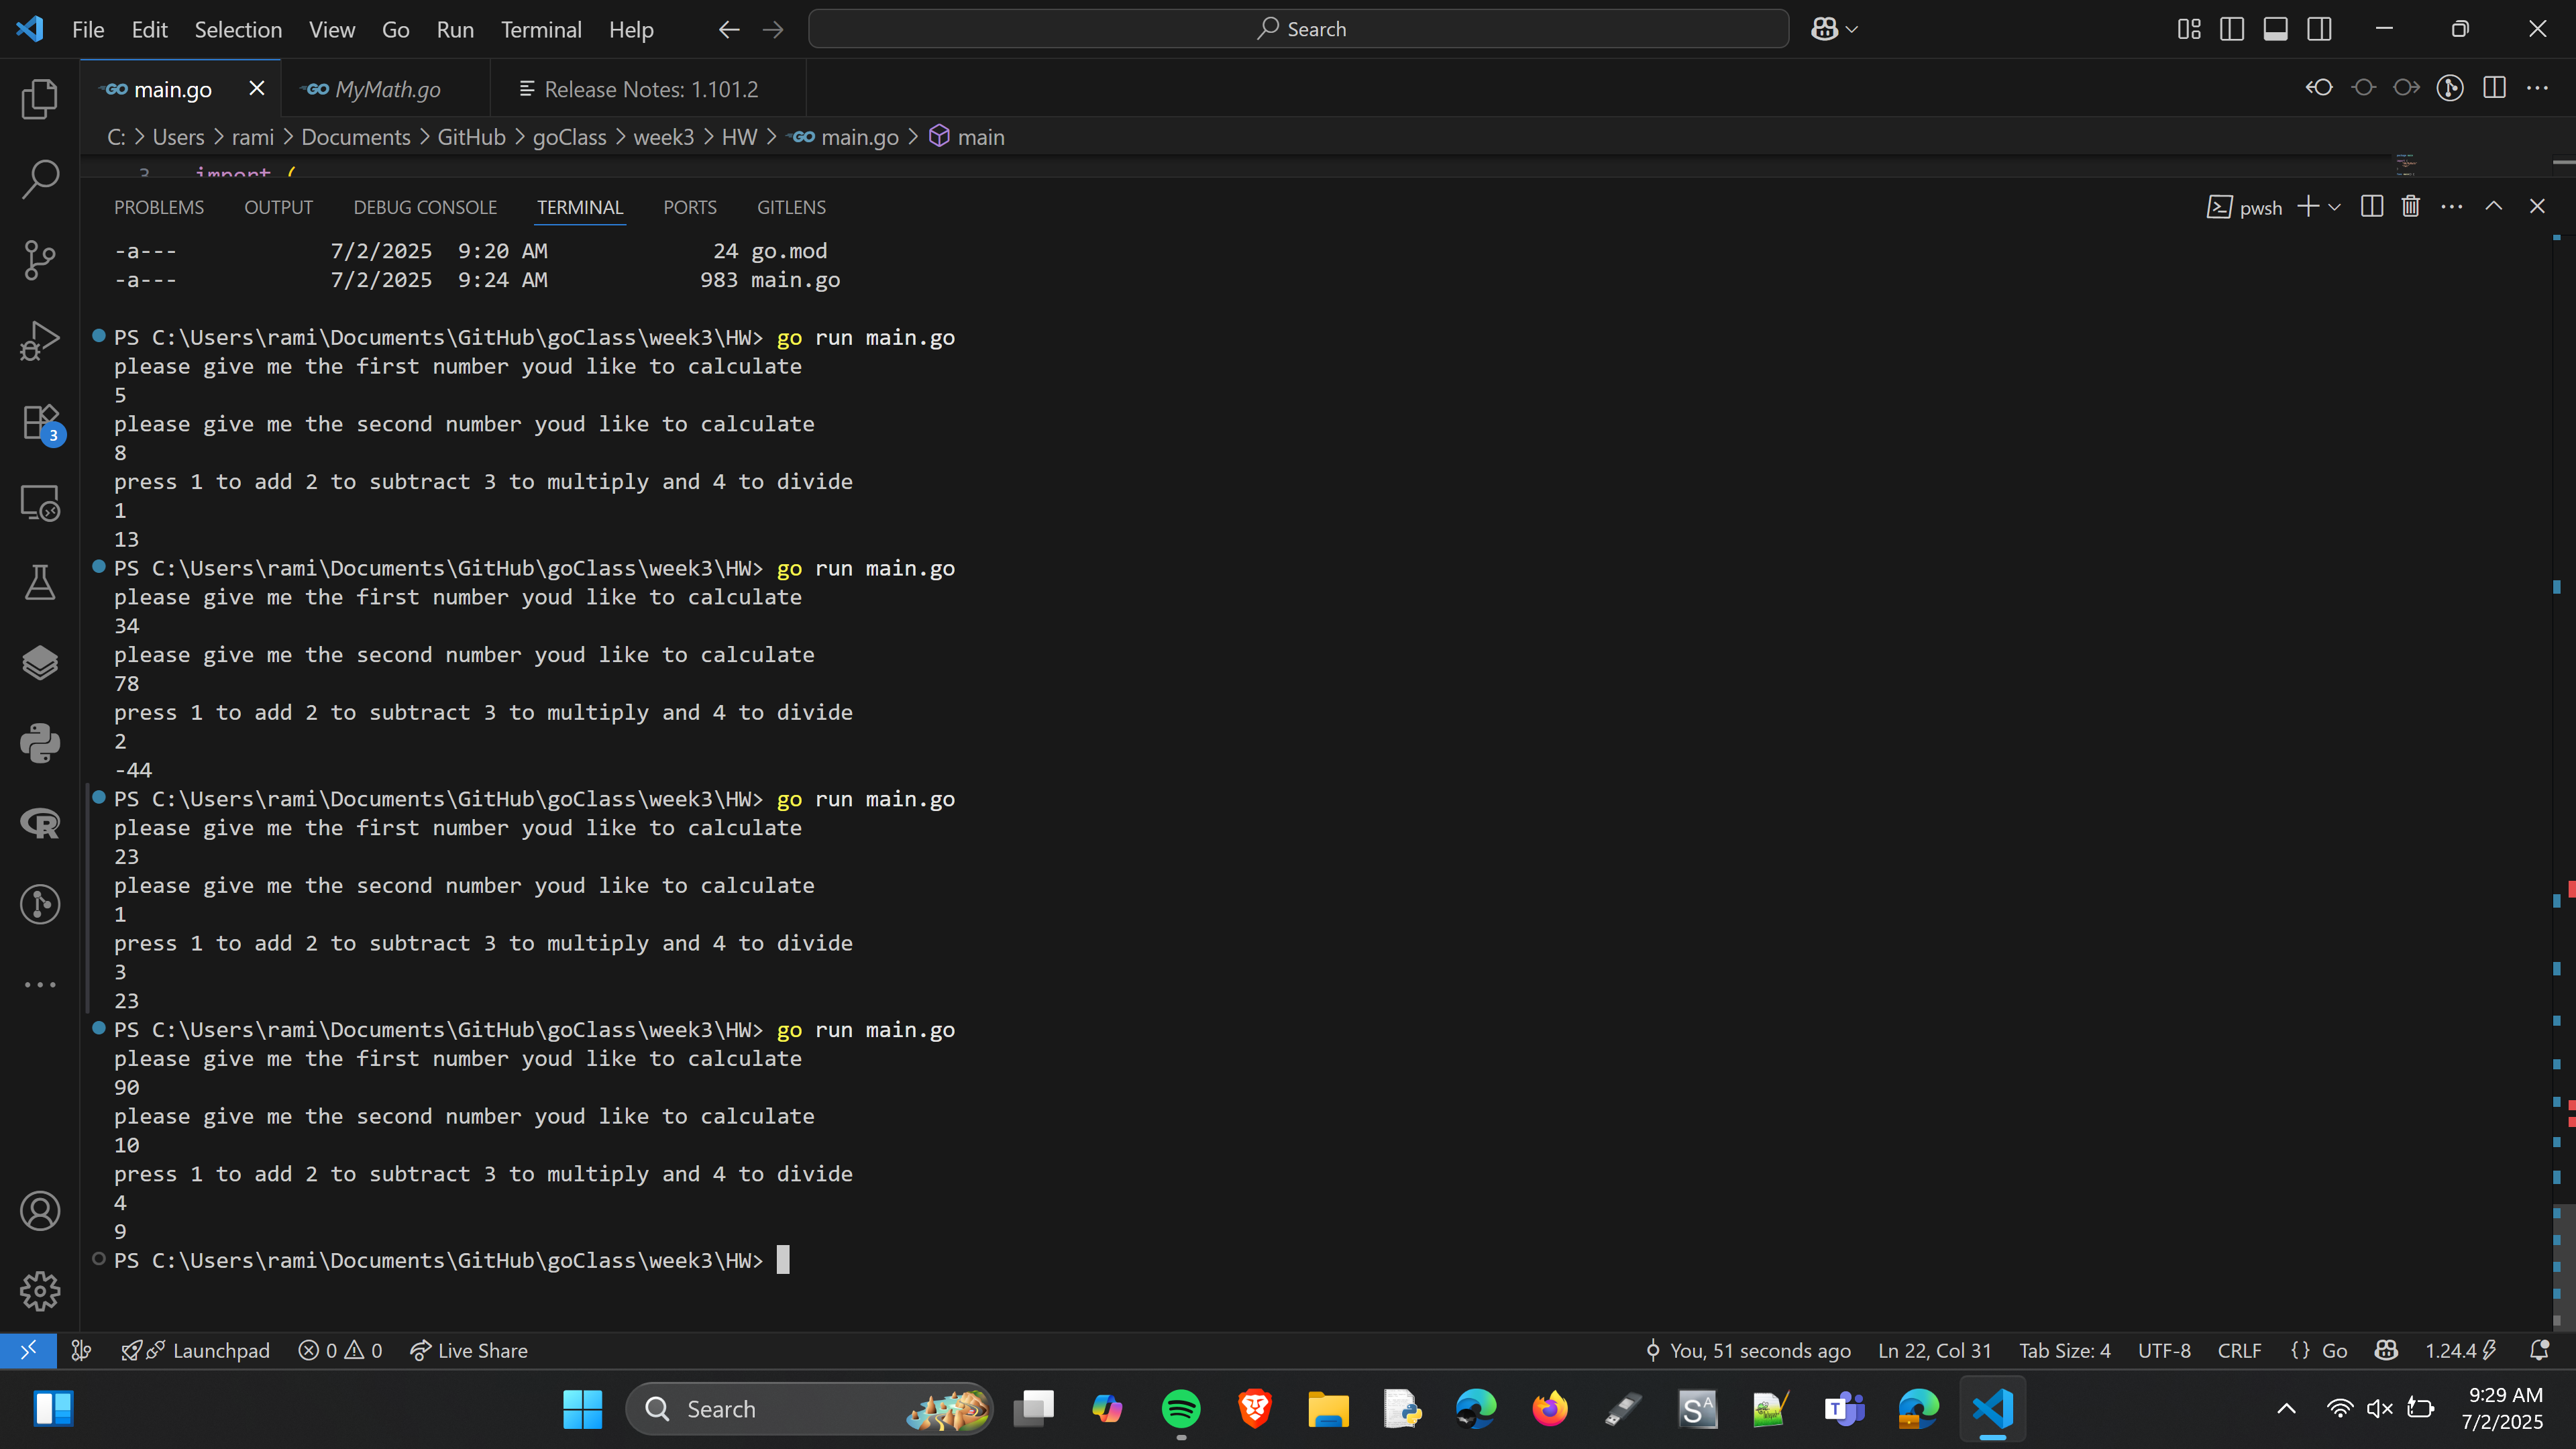 File Edit Selection View Go Run Terminal Help Search
GO main.go GO MyMath.go Release Notes: 1.101.2
C: > Users > rami > Documents > GitHub > goClass > week3 > HW > GO main.go > main
3 import (
PROBLEMS OUTPUT DEBUG CONSOLE TERMINAL PORTS GITLENS pwsh
-a--- 7/2/2025 9:20 AM 24 go.mod
-a--- 7/2/2025 9:24 AM 983 main.go
PS C:\Users\rami\Documents\GitHub\goClass\week3\HW> go run main.go
please give me the first number youd like to calculate
5
please give me the second number youd like to calculate
8
press 1 to add 2 to subtract 3 to multiply and 4 to divide
1
13
PS C:\Users\rami\Documents\GitHub\goClass\week3\HW> go run main.go
please give me the first number youd like to calculate
34
please give me the second number youd like to calculate
78
press 1 to add 2 to subtract 3 to multiply and 4 to divide
2
-44
PS C:\Users\rami\Documents\GitHub\goClass\week3\HW> go run main.go
please give me the first number youd like to calculate
23
please give me the second number youd like to calculate
1
press 1 to add 2 to subtract 3 to multiply and 4 to divide
3
23
PS C:\Users\rami\Documents\GitHub\goClass\week3\HW> go run main.go
please give me the first number youd like to calculate
90
please give me the second number youd like to calculate
10
press 1 to add 2 to subtract 3 to multiply and 4 to divide
4
9
PS C:\Users\rami\Documents\GitHub\goClass\week3\HW>
3
Launchpad 0 0 Live Share You, 51 seconds ago Ln 22, Col 31 Tab Size: 4 UTF-8 CRLF {} Go 1.24.4
Search 9:29 AM
7/2/2025